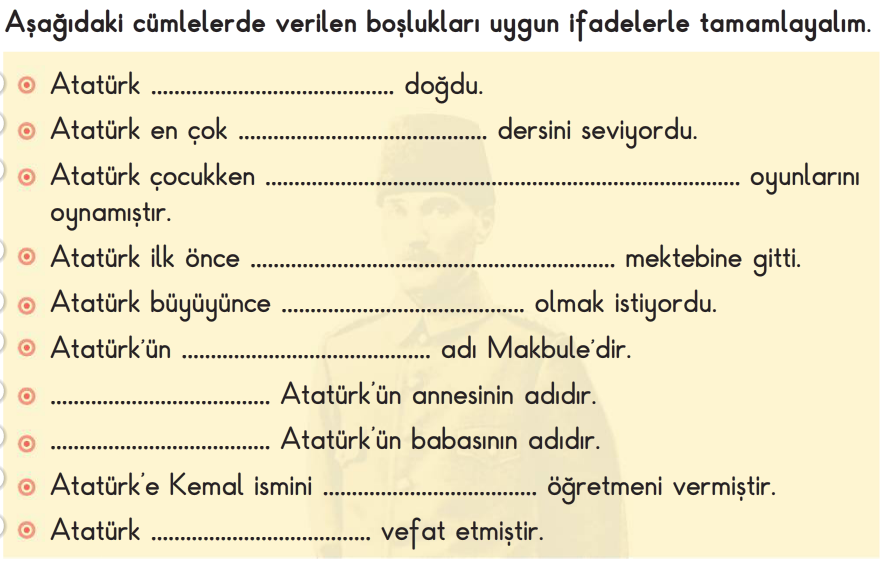 Aşağıdaki cümlelerde verilen boşlukları uygun ifadelerle tamamlayalım.
Atatürk ........................................ doğdu.
Atatürk en çok ......................................... dersini seviyordu.
Atatürk çocukken ............................................................................... oyunlarını
oynamıştır.
Atatürk ilk önce ............................................................. mektebine gitti.
Atatürk büyüyünce ......................................... olmak istiyordu.
Atatürk'ün ......................................... adı Makbule'dir.
..................................... Atatürk'ün annesinin adıdır.
..................................... Atatürk'ün babasının adıdır.
Atatürk'e Kemal ismini .................................... öğretmeni vermiştir.
Atatürk ..................................... vefat etmiştir.